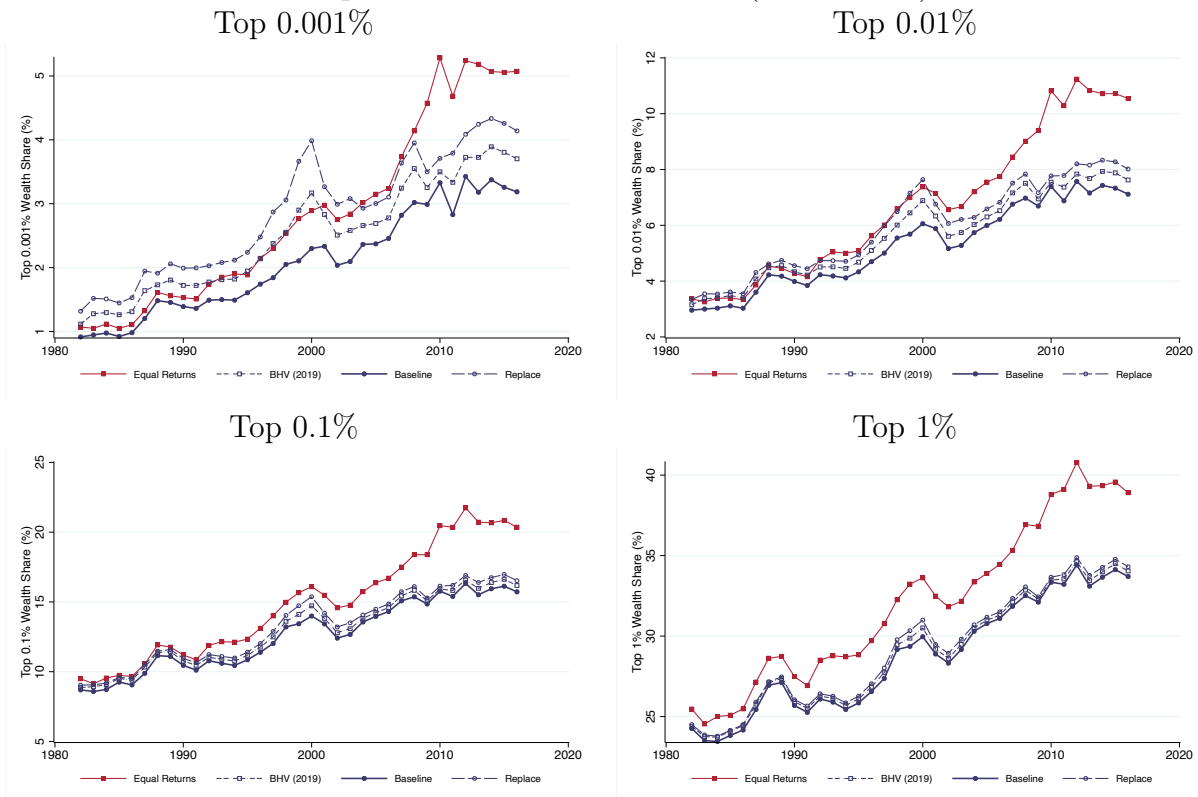 Top 0.001%
Top 0.01%
Top 0.001% Wealth Share (%)
1
2
3
4
5
1980
1990
2000
2010
2020
Equal Returns
BHV (2019)
Baseline
Replace
Top 0.01% Wealth Share (%)
2
4
6
8
10
12
1980
1990
2000
2010
2020
Equal Returns
BHV (2019)
Baseline
Replace
Top 0.1%
Top 1%
Top 0.1% Wealth Share (%)
5
10
15
20
25
1980
1990
2000
2010
2020
Equal Returns
BHV (2019)
Baseline
Replace
Top 1% Wealth Share (%)
25
30
35
40
1980
1990
2000
2010
2020
Equal Returns
BHV (2019)
Baseline
Replace